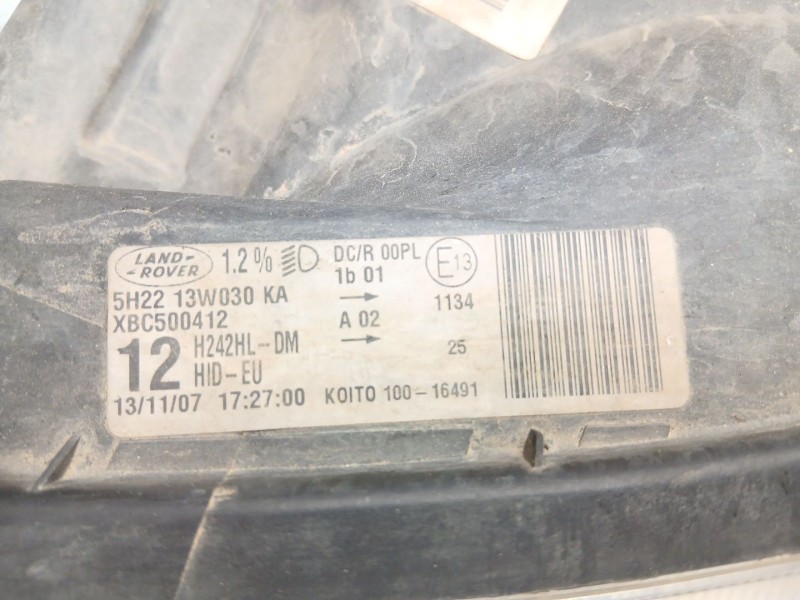 LAND-
-ROVER
1.2% DC/R 00PL E13
1b 01
5H22 13W030 KA → 1134
XBC500412 A 02
12 H242HL-DM → 25
HID-EU
13/11/07 17:27:00 KOITO 100-16491